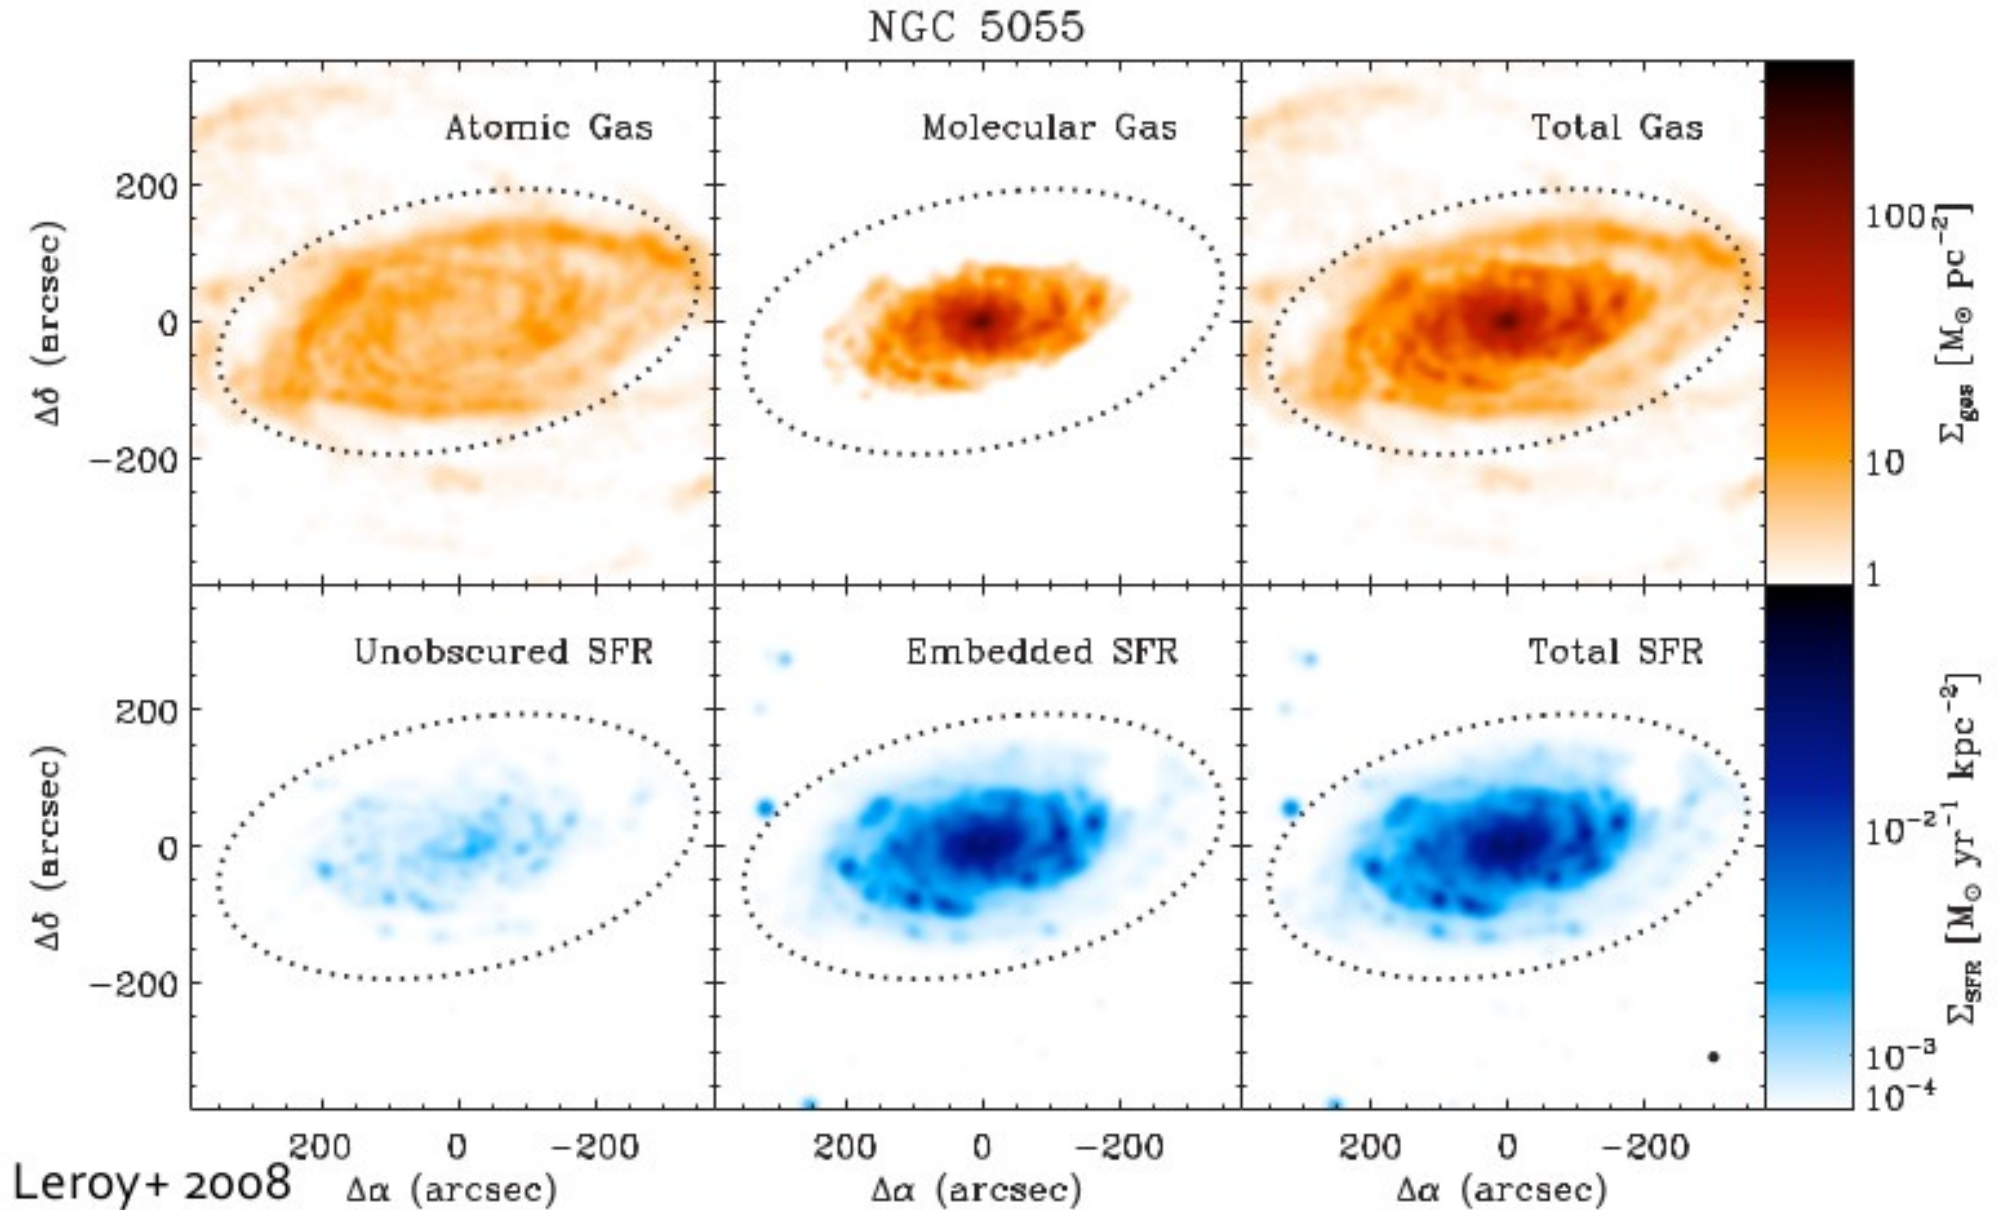 NGC 5055
Atomic Gas
Molecular Gas
Total Gas
200
0
−200
Δδ (arcsec)
100
10
1
Σgas [M⊙ pc⁻²]
Unobscured SFR
Embedded SFR
Total SFR
200
0
−200
Δδ (arcsec)
10⁻²
10⁻³
10⁻⁴
ΣSFR [M⊙ yr⁻¹ kpc⁻²]
200 0 −200
200 0 −200
200 0 −200
Δα (arcsec)
Δα (arcsec)
Δα (arcsec)
Leroy+ 2008